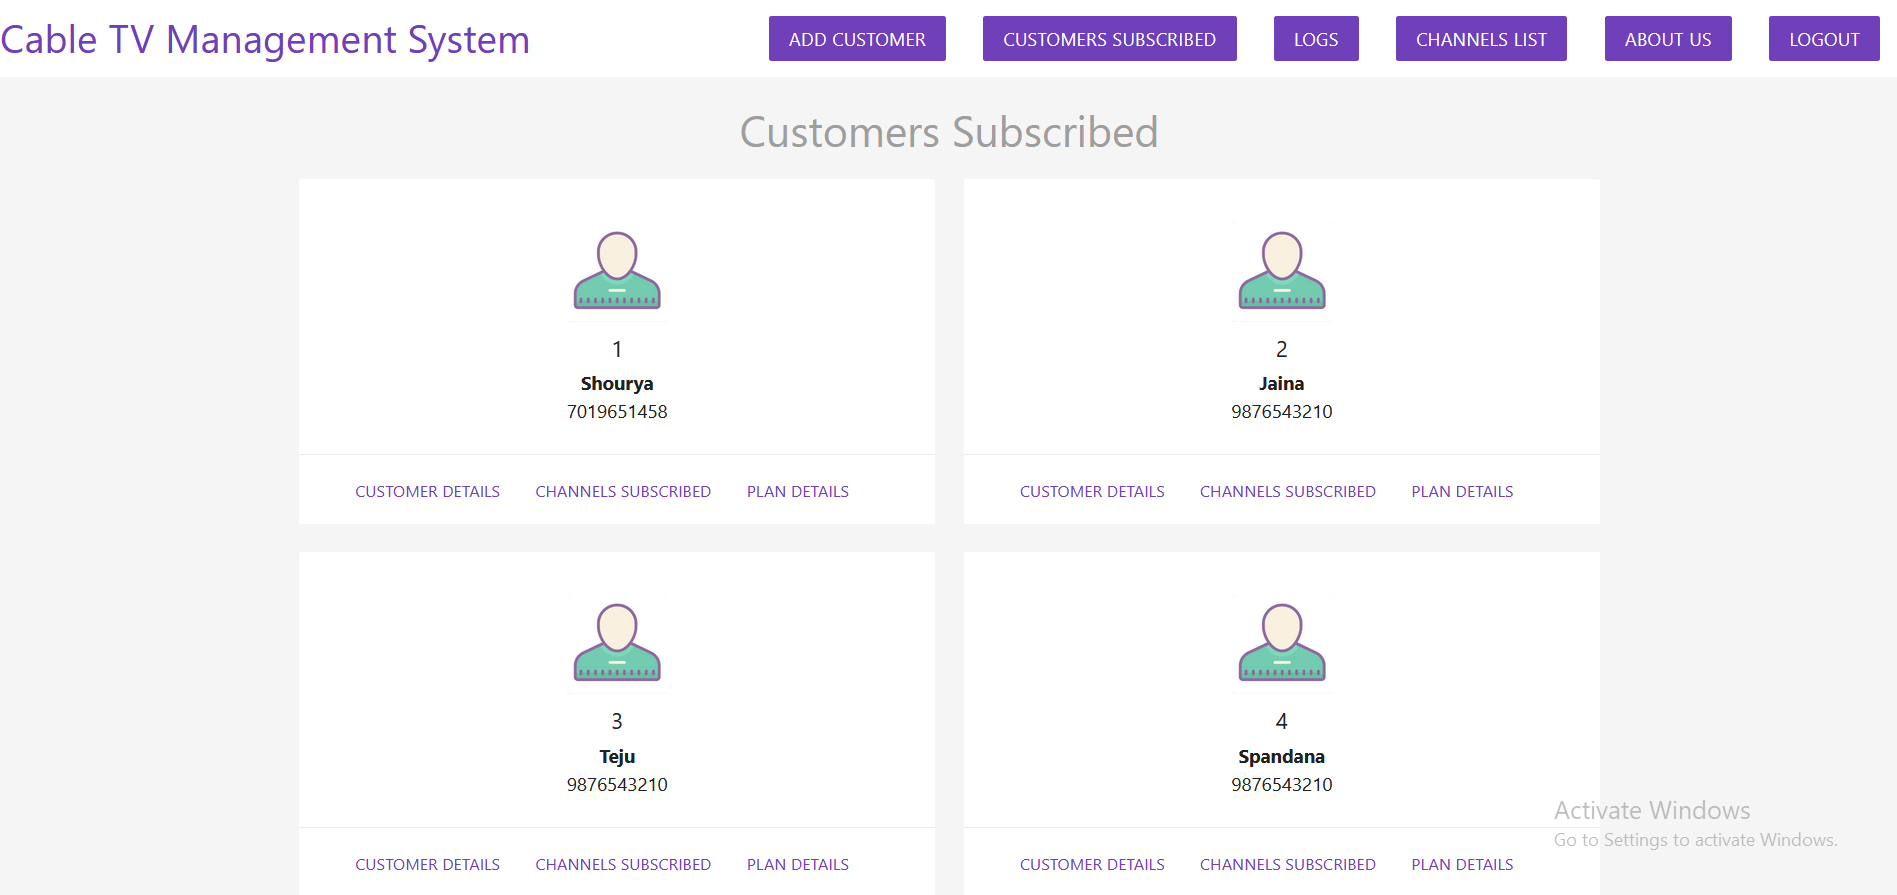 Cable TV Management System
ADD CUSTOMER CUSTOMERS SUBSCRIBED LOGS CHANNELS LIST ABOUT US LOGOUT
Customers Subscribed
1
Shourya
7019651458
CUSTOMER DETAILS CHANNELS SUBSCRIBED PLAN DETAILS
2
Jaina
9876543210
CUSTOMER DETAILS CHANNELS SUBSCRIBED PLAN DETAILS
3
Teju
9876543210
CUSTOMER DETAILS CHANNELS SUBSCRIBED PLAN DETAILS
4
Spandana
9876543210
CUSTOMER DETAILS CHANNELS SUBSCRIBED PLAN DETAILS
Activate Windows
Go to Settings to activate Windows.